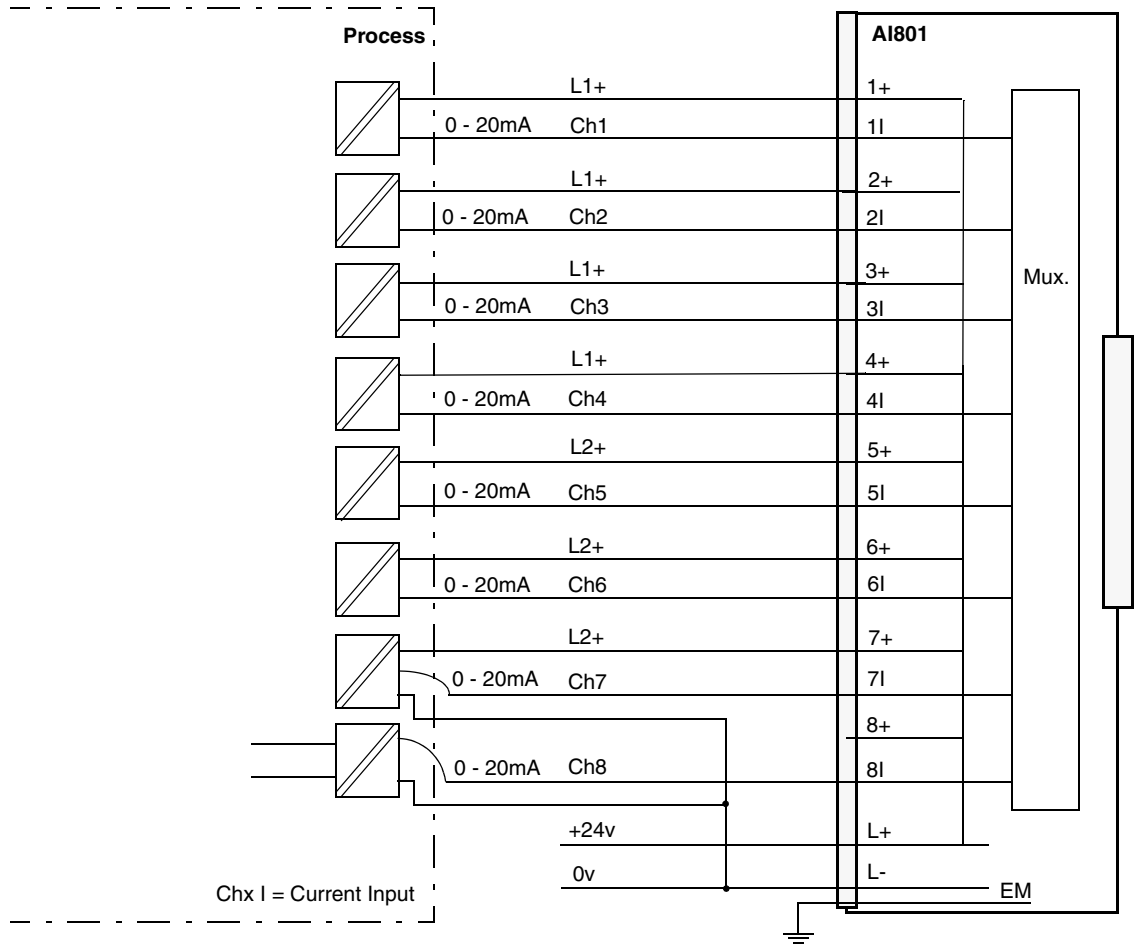 Process
AI801
L1+
1+
0 - 20mA
Ch1
1I
L1+
2+
0 - 20mA
Ch2
2I
L1+
3+
0 - 20mA
Ch3
3I
Mux.
L1+
4+
0 - 20mA
Ch4
4I
L2+
5+
0 - 20mA
Ch5
5I
L2+
6+
0 - 20mA
Ch6
6I
L2+
7+
0 - 20mA
Ch7
7I
8+
0 - 20mA
Ch8
8I
+24v
L+
0v
L-
Chx I = Current Input
EM